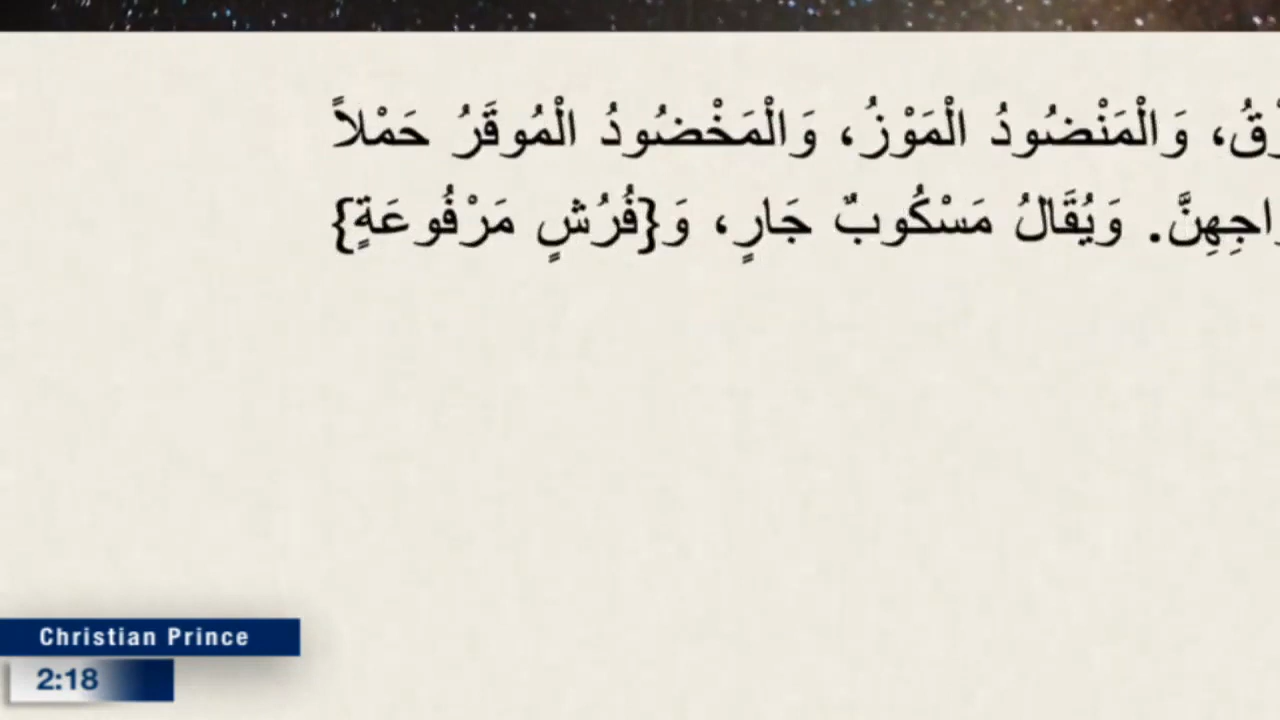 وَالْمَنْضُودُ الْمَوْزُ، وَالْمَخْضُودُ الْمُوقَرُ حَمْلاً
وَيُقَالُ مَسْكُوبٌ جَارٍ، وَ{فُرُشٍ مَرْفُوعَةٍ}
Christian Prince
2:18